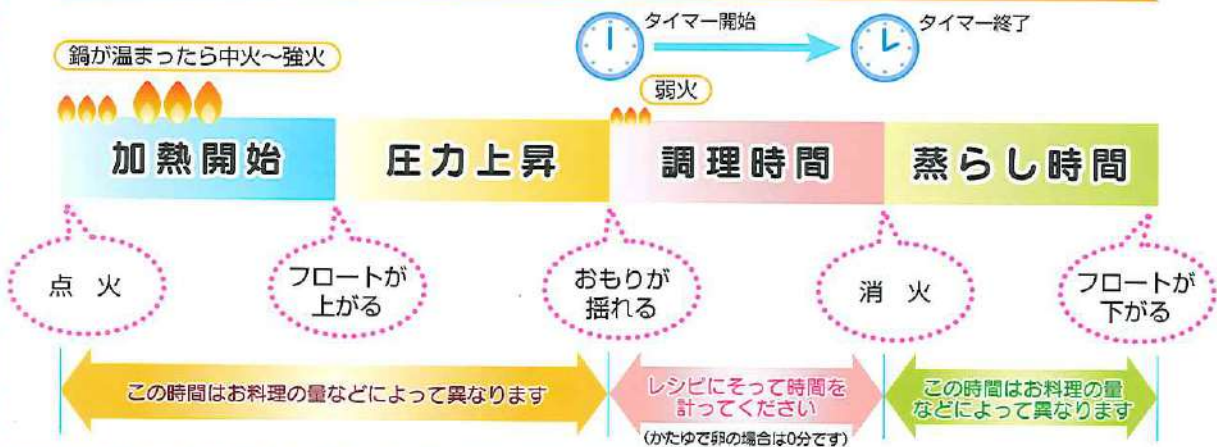 タイマー開始
タイマー終了
鍋が温まったら中火～強火
弱火
加熱開始
圧力上昇
調理時間
蒸らし時間
点 火
フロートが
上がる
おもりが
揺れる
消 火
フロートが
下がる
この時間はお料理の量などによって異なります
レシピにそって時間を
計ってください
(かたゆで卵の場合は0分です)
この時間はお料理の量
などによって異なります